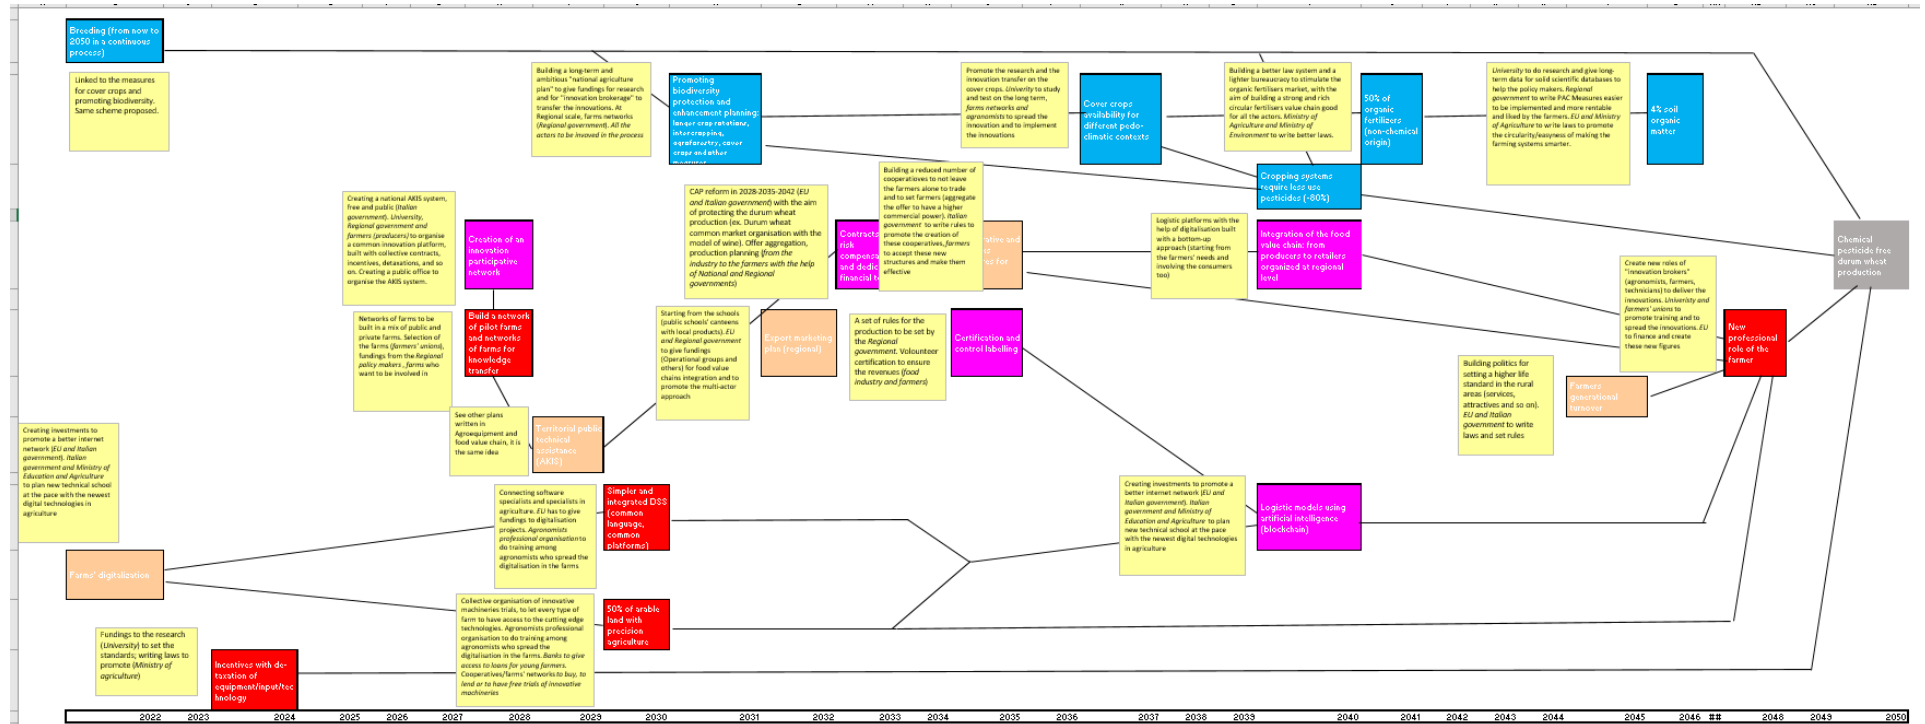 Breeding (from now to
2050 in a continuous
process)
Linked to the measures
for cover crops and
promoting biodiversity.
Same scheme proposed.
Building a long-term and
ambitious "national agriculture
plan" to give fundings for research
and for "innovation brokerage" to
transfer the innovations. At
Regional scale, farms networks
(Regional government). All the
actors to be invoved in the process
Promoting
biodiversity
protection and
enhancement planning:
longer crop rotations,
intercropping,
agroforestry, cover
crops and other
measures
Promote the research and the
innovation transfer on the
cover crops. Univerity to study
and test on the long term,
farms networks and
agronomists to spread the
innovation and to implement
the innovations
Cover crops
availability for
different pedo-
climatic contexts
Building a better law system and a
lighter bureaucracy to stimulate the
organic fertilisers market, with the
aim of building a strong and rich
circular fertilisers value chain good
for all the actors. Ministry of
Agriculture and Ministry of
Environment to write better laws.
50% of
organic
fertilizers
(non-chemical
origin)
University to do research and give long-
term data for solid scientific databases to
help the policy makers. Regional
government to write PAC Measures easier
to be implemented and more rentable
and liked by the farmers. EU and Ministry
of Agriculture to write laws to promote
the circularity/easyness of making the
farming systems smarter.
4% soil
organic
matter
Cropping systems
require less use
pesticides (-80%)
Creating a national AKIS system,
free and public (Italian
government). University,
Regional government and
farmers (producers) to organise
a common innovation platform,
built with colective contracts,
incentives, detaxations, and so
on. Creating a public office to
organise the AKIS system.
Creation of an
innovation
participative
network
CAP reform in 2028-2035-2042 (EU
and Italian government) with the aim
of protecting the durum wheat
production (ex. Durum wheat
common market organisation with the
model of wine). Offer aggregation,
production planning (from the
industry to the farmers with the help
of National and Regional
governments)
Contracts
risk
compensa
and dedic
financial t
Building a reduced number of
cooperatioves to not leave
the farmers alone to trade
and to set farmers (aggregate
the offer to have a higher
commercial power). Italian
government to write rules to
promote the creation of
these cooperatives, farmers
to accept these new
structures and make them
effective
Logistic platforms with the
help of digitalisation built
with a bottom-up
approach (starting from
the farmers' needs and
involving the consumers
too)
Integration of the food
value chain: from
producers to retailers
organized at regional
level
Chemical
pesticide free
durum wheat
production
Create new roles of
"innovation brokers"
(agronomists, farmers,
technicians) to deliver the
innovations. Univeristy and
farmers' unions to
promote training and to
spread the innovations. EU
to finance and create
these new figures
Networks of farms to be
built in a mix of public and
private farms. Selection of
the farms (farmers' unions),
fundings from the Regional
policy makers , farms who
want to be involved in
Build a network
of pilot farms
and networks
of farms for
knowledge
transfer
Starting from the schools
(public schools' canteens
with local products). EU
and Regional government
to give fundings
(Operational groups and
others) for food value
chains integration and to
promote the multi-actor
approach
Export marketing
plan (regional)
A set of rules for the
production to be set by
the Regional
government. Volounteer
certification to ensure
the revenues (food
industry and farmers)
Certification and
control labelling
New
professional
role of the
farmer
Building politics for
setting a higher life
standard in the rural
areas (services,
attractives and so on).
EU and Italian
government to write
laws and set rules
Farmers
generational
turnover
See other plans
written in
Agroequipment and
food value chain, it is
the same idea
Territorial public
technical
assistance
(AKIS)
Creating investments to
promote a better internet
network (EU and Italian
government). Italian
government and Ministry of
Education and Agriculture
to plan new technical school
at the pace with the newest
digital technologies in
agriculture
Connecting software
specialists and specialists in
agriculture. EU has to give
fundings to digitalisation
projects. Agronomists
professional organisation to
do training among
agronomists who spread the
digitalisation in the farms
Simpler and
integrated DSS
(common
language,
common
platforms)
Creating investments to promote a
better internet network (EU and
Italian government). Italian
government and Ministry of
Education and Agriculture to plan
new technical school at the pace
with the newest digital technologies
in agriculture
Logistic models using
artificial intelligence
(blockchain)
Farms' digitalization
Collective organisation of innovative
machineries trials, to let every type of
farm to have access to the cutting edge
technologies. Agronomists professional
organisation to do training among
agronomists who spread the
digitalisation in the farms. Banks to give
access to loans for young farmers.
Cooperatives/farms' networks to buy, to
lend or to have free trials of innovative
machineries
50% of arable
land with
precision
agriculture
Fundings to the research
(University) to set the
standards; writing laws to
promote (Ministry of
agriculture)
Incentives with de-
taxation of
equipment/input/tec
hnology
2022 2023 2024 2025 2026 2027 2028 2029 2030 2031 2032 2033 2034 2035 2036 2037 2038 2039 2040 2041 2042 2043 2044 2045 2046 ## 2048 2049 2050